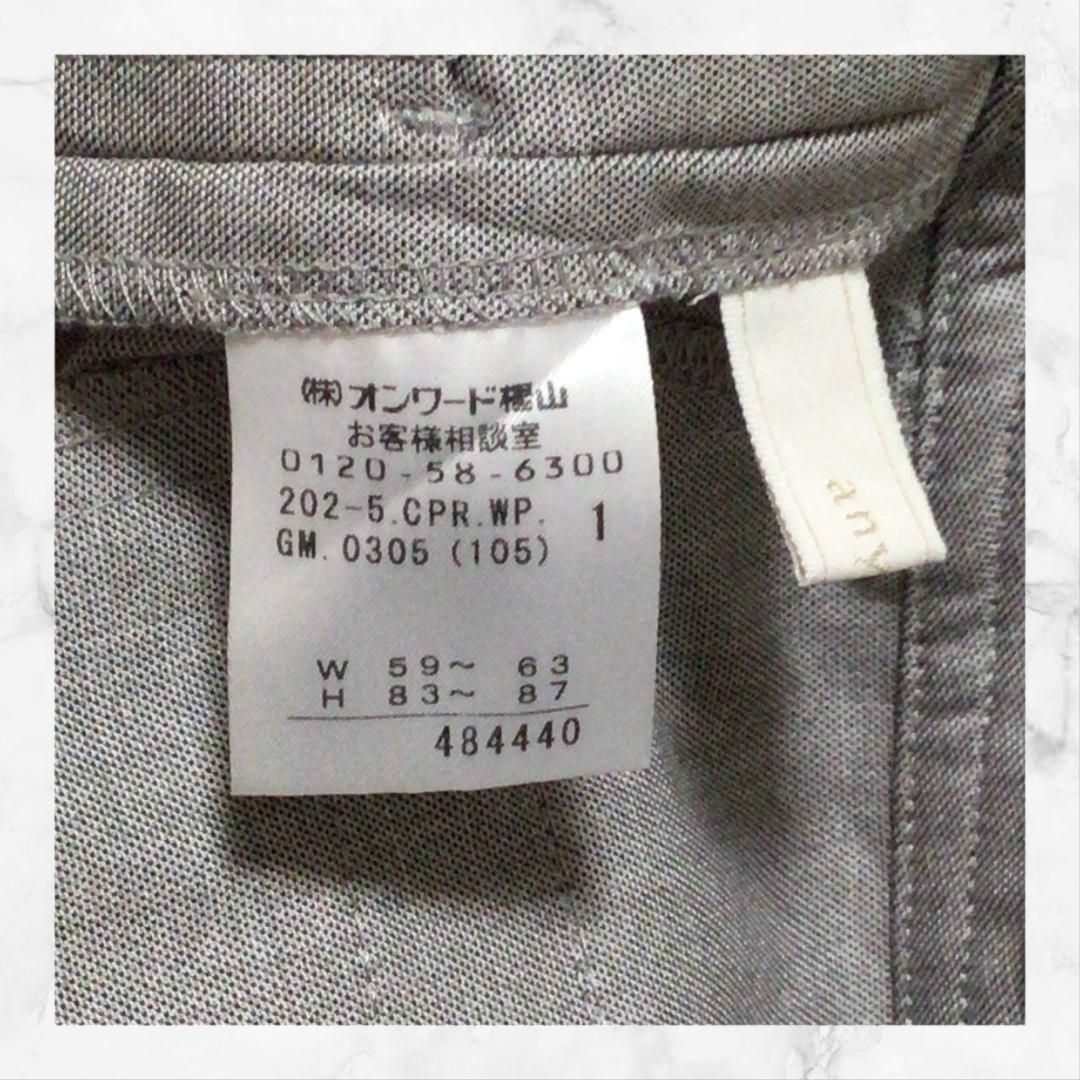 (株)オンワード樫山
お客様相談室
0120-58-6300
202-5.CPR.WP. 1
GM.0305 (105)
W 59~ 63
H 83~ 87
484440
any